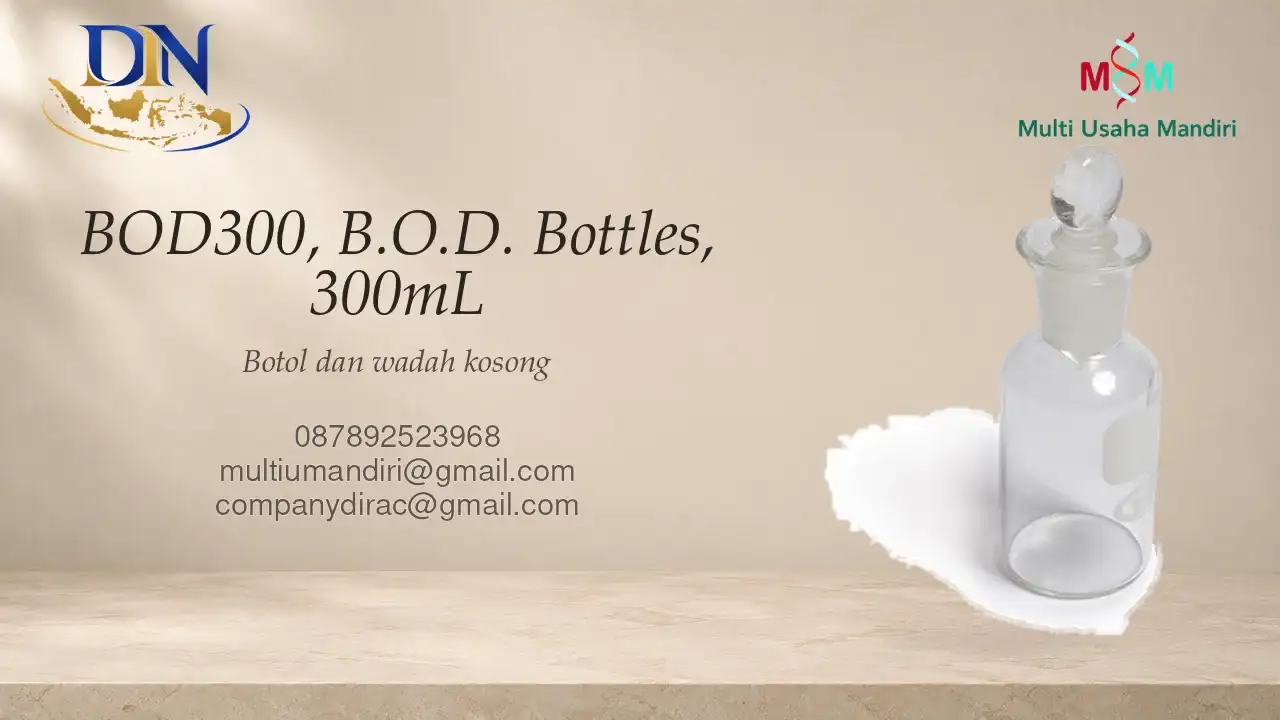 DIN
MSM
Multi Usaha Mandiri
BOD300, B.O.D. Bottles,
300mL
Botol dan wadah kosong
087892523968
multiumandiri@gmail.com
companydirac@gmail.com